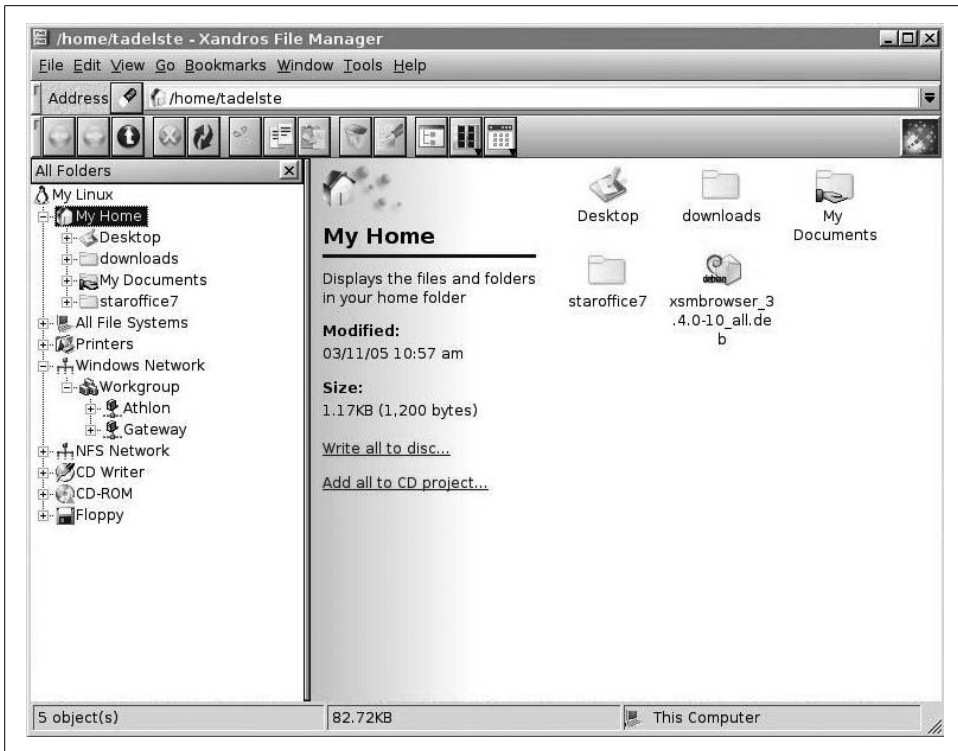 /home/tadelste - Xandros File Manager
File Edit View Go Bookmarks Window Tools Help
Address /home/tadelste
All Folders
My Linux
My Home
Desktop
downloads
My Documents
staroffice7
All File Systems
Printers
Windows Network
Workgroup
Athlon
Gateway
NFS Network
CD Writer
CD-ROM
Floppy
My Home
Displays the files and folders
in your home folder
Modified:
03/11/05 10:57 am
Size:
1.17KB (1,200 bytes)
Write all to disc...
Add all to CD project...
Desktop
downloads
My
Documents
staroffice7
debian
xsmbrowser_3
.4.0-10_all.de
b
5 object(s)
82.72KB
This Computer